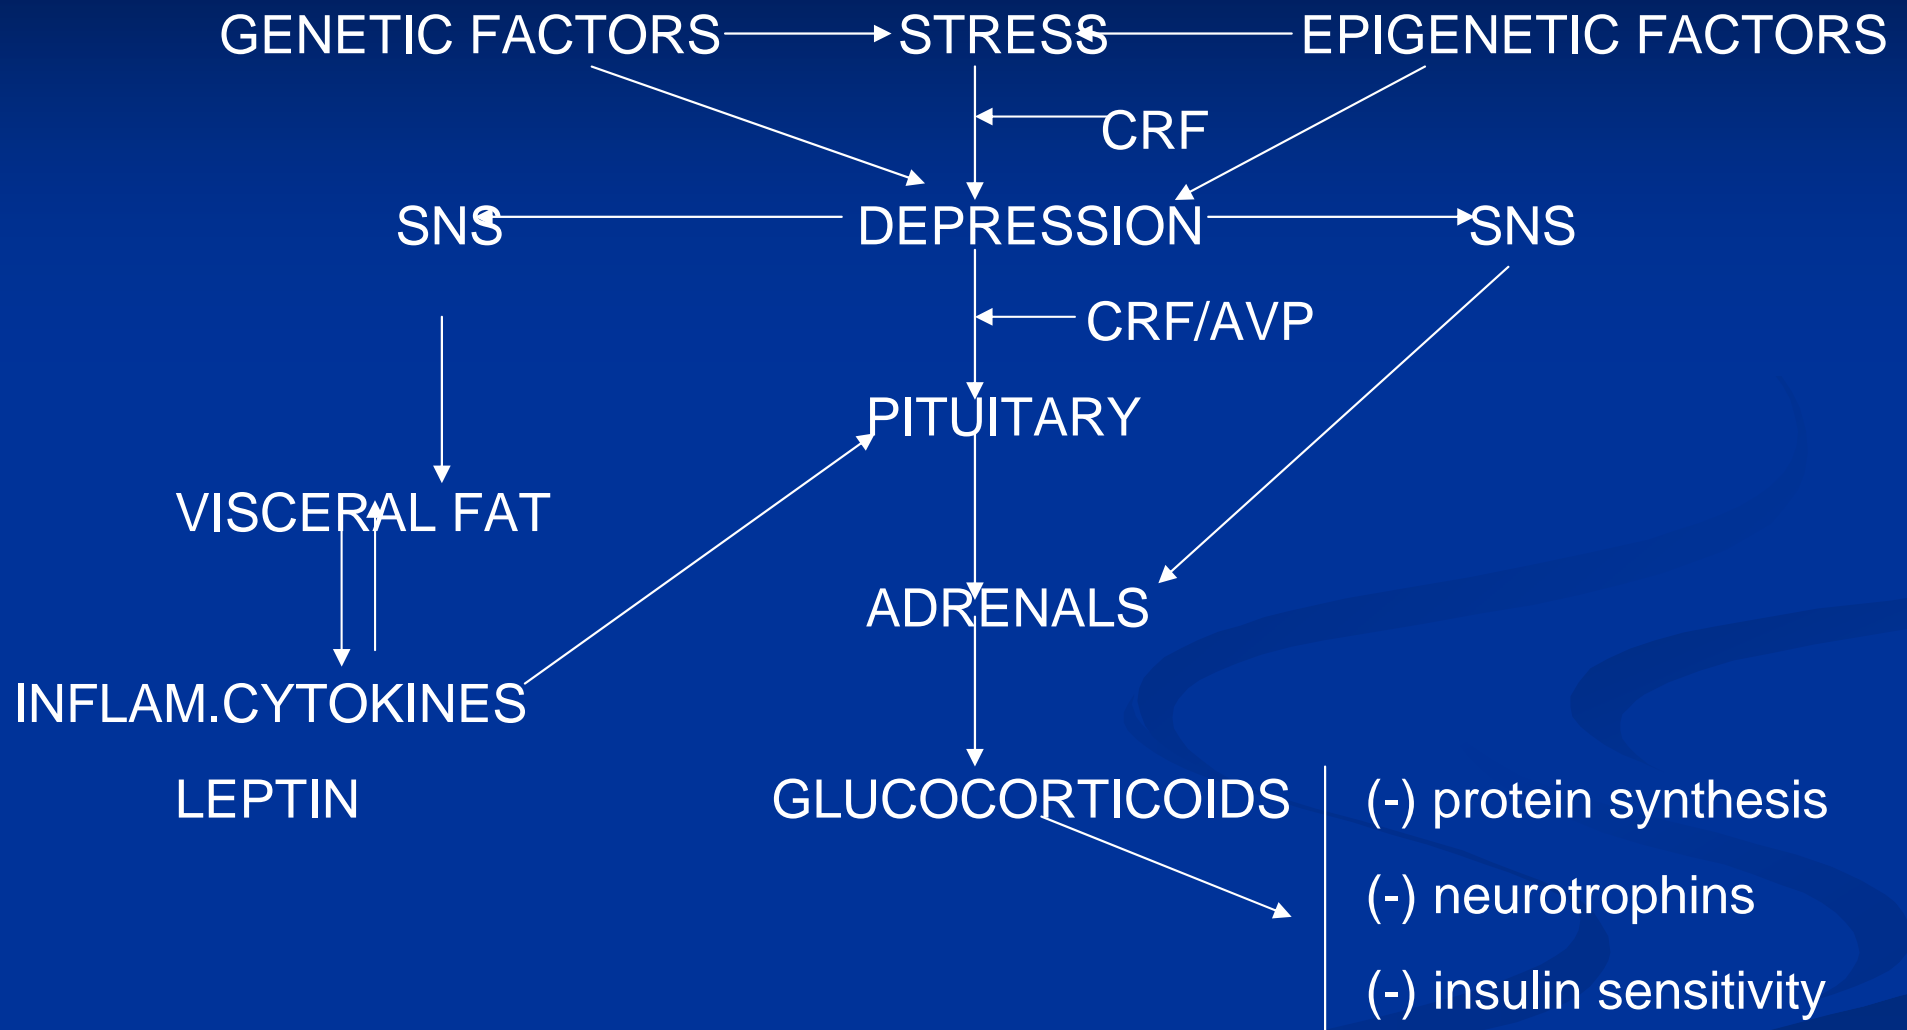 GENETIC FACTORS STRESS EPIGENETIC FACTORS
CRF
SNS DEPRESSION SNS
CRF/AVP
PITUITARY
VISCERAL FAT
ADRENALS
INFLAM.CYTOKINES
LEPTIN GLUCOCORTICOIDS (-) protein synthesis
(-) neurotrophins
(-) insulin sensitivity